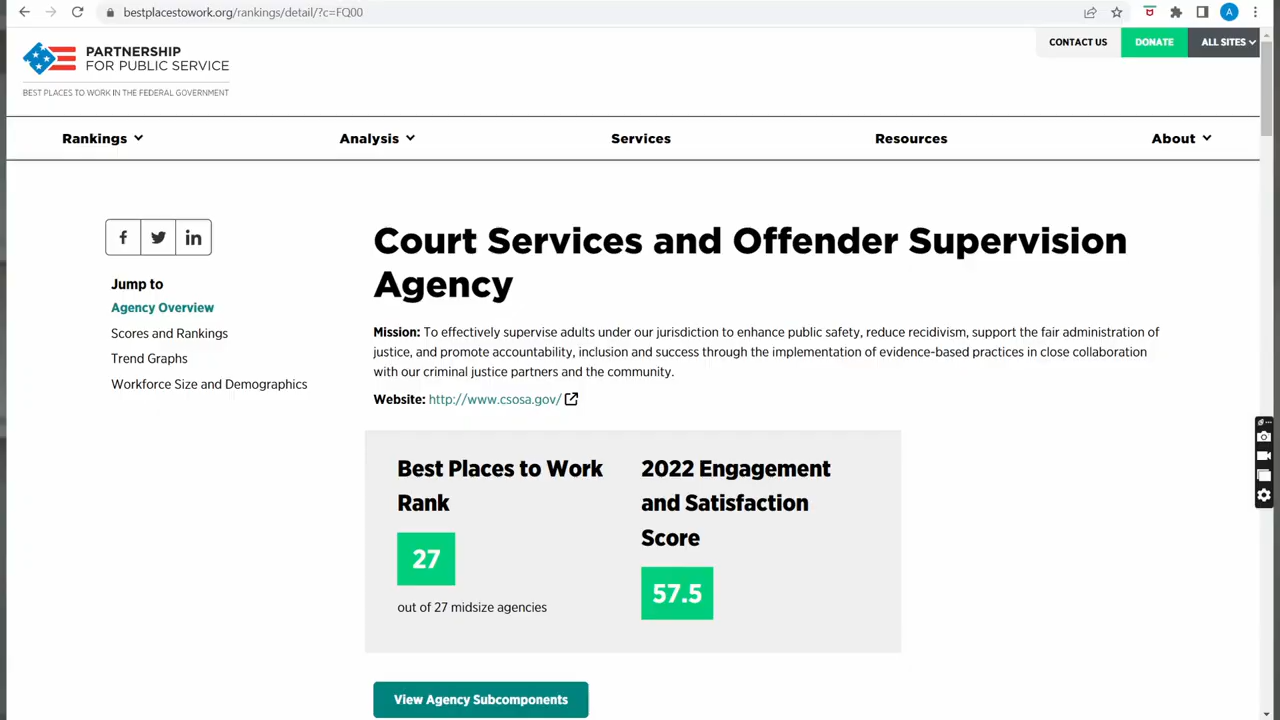 bestplacestowork.org/rankings/detail/?c=FQ00
A
PARTNERSHIP
FOR PUBLIC SERVICE
BEST PLACES TO WORK IN THE FEDERAL GOVERNMENT
CONTACT US
DONATE
ALL SITES
Rankings
Analysis
Services
Resources
About
f
in
Jump to
Agency Overview
Scores and Rankings
Trend Graphs
Workforce Size and Demographics
Court Services and Offender Supervision
Agency
Mission: To effectively supervise adults under our jurisdiction to enhance public safety, reduce recidivism, support the fair administration of
justice, and promote accountability, inclusion and success through the implementation of evidence-based practices in close collaboration
with our criminal justice partners and the community.
Website: http://www.csosa.gov/
Best Places to Work
Rank
27
out of 27 midsize agencies
2022 Engagement
and Satisfaction
Score
57.5
View Agency Subcomponents